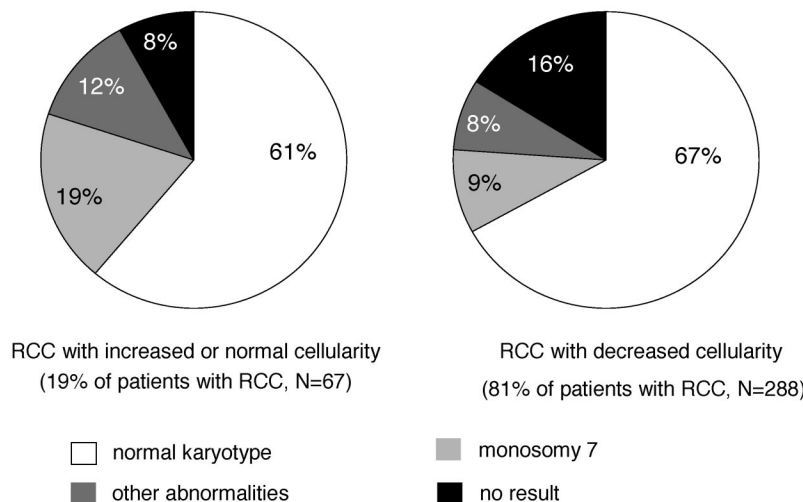 8%
12%
61%
19%
16%
8%
67%
9%
RCC with increased or normal cellularity
(19% of patients with RCC, N=67)
RCC with decreased cellularity
(81% of patients with RCC, N=288)
normal karyotype
monosomy 7
other abnormalities
no result